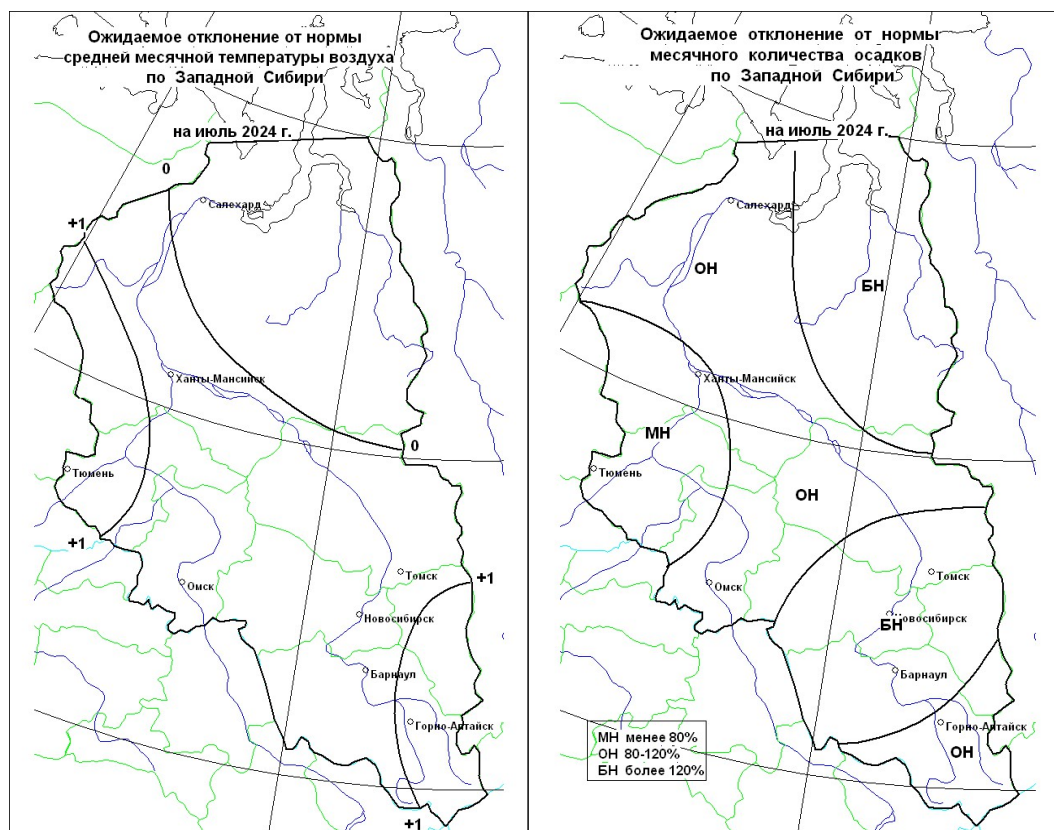 Ожидаемое отклонение от нормы
средней месячной температуры воздуха
по Западной Сибири
на июль 2024 г.
0
+1
Салехард
Ханты-Мансийск
0
Тюмень
+1
Омск
Томск
+1
Новосибирск
Барнаул
Горно-Алтайск
+1
Ожидаемое отклонение от нормы
месячного количества осадков
по Западной Сибири
на июль 2024 г.
Салехард
ОН
БН
Ханты-Мансийск
МН
Тюмень
ОН
Омск
Томск
БН
Новосибирск
Барнаул
Горно-Алтайск
ОН
МН менее 80%
ОН 80-120%
БН более 120%